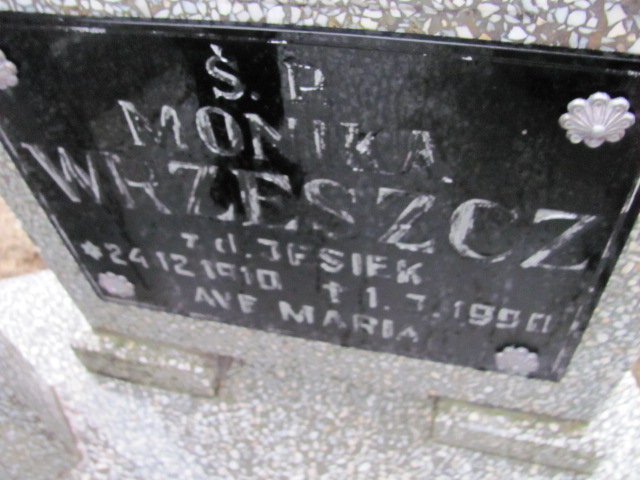 Ś. P.
MONIKA
WRZESZCZ
z d. JESIEK
*24.12.1910 †1.7.1990
AVE MARIA